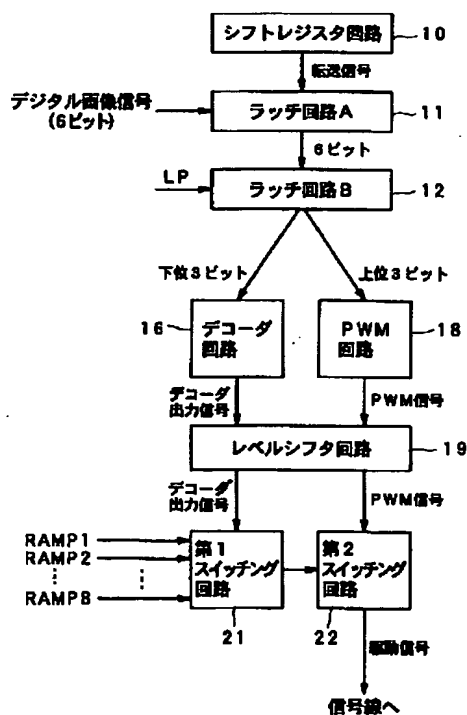 シフトレジスタ回路
10
転送信号
デジタル画像信号
(6ビット)
ラッチ回路A
11
6ビット
LP
ラッチ回路B
12
下位3ビット
上位3ビット
16
デコーダ
回路
PWM
回路
18
デコーダ
出力信号
PWM信号
レベルシフタ回路
19
デコーダ
出力信号
PWM信号
RAMP1
RAMP2
RAMP8
第1
スイッチング
回路
第2
スイッチング
回路
21
22
駆動信号
信号線へ